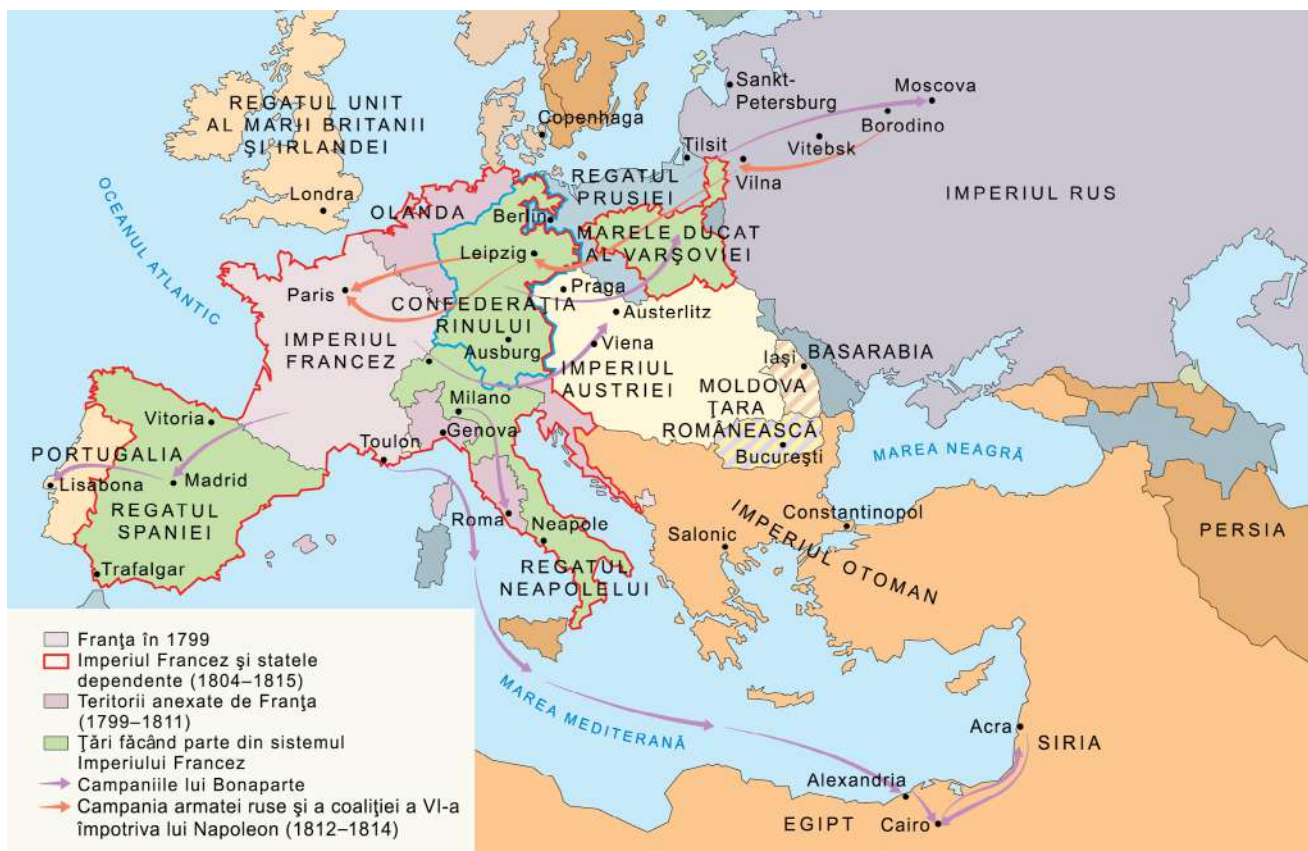 Sankt-
Petersburg
Moscova
REGATUL UNIT
AL MARII BRITANII
ŞI IRLANDEI
Copenhaga
Borodino
Tilsit
Vitebsk
Vilna
OCEANUL ATLANTIC
Londra
REGATUL
PRUSIEI
IMPERIUL RUS
OLANDA
Berlin
MARELE DUCAT
AL VARŞOVIEI
Leipzig
Paris
Praga
CONFEDERAŢIA
RINULUI
Austerlitz
IMPERIUL
FRANCEZ
Ausburg
Viena
IMPERIUL
AUSTRIEI
Iaşi
BASARABIA
MOLDOVA
ŢARA
ROMÂNEASCĂ
Bucureşti
Milano
Genova
Toulon
Vitoria
PORTUGALIA
Lisabona
Madrid
REGATUL
SPANIEI
Trafalgar
MAREA NEAGRĂ
Roma
Neapole
REGATUL
NEAPOLELUI
Salonic
Constantinopol
IMPERIUL OTOMAN
PERSIA
MAREA MEDITERANĂ
Acra
SIRIA
Alexandria
EGIPT
Cairo
Franţa în 1799
Imperiul Francez şi statele
dependente (1804–1815)
Teritorii anexate de Franţa
(1799–1811)
Ţări făcând parte din sistemul
Imperiului Francez
Campaniile lui Bonaparte
Campania armatei ruse şi a coaliţiei a VI-a
împotriva lui Napoleon (1812–1814)